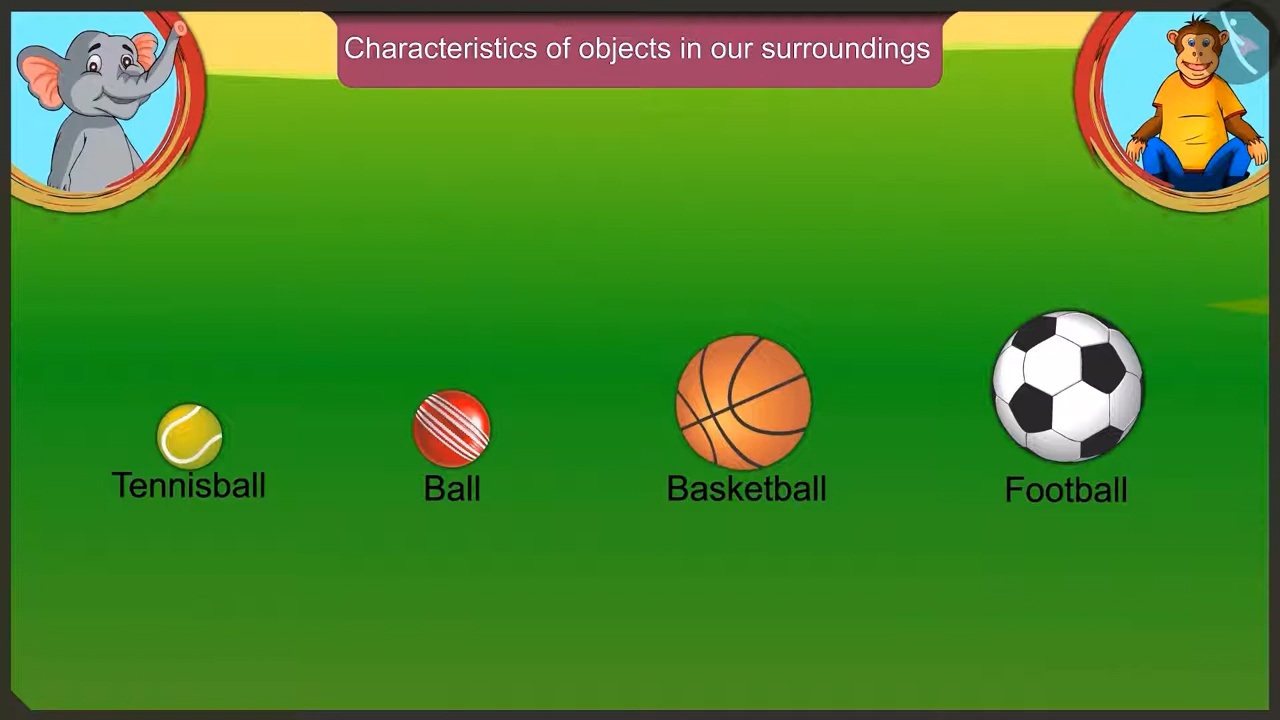 Characteristics of objects in our surroundings
Tennisball
Ball
Basketball
Football